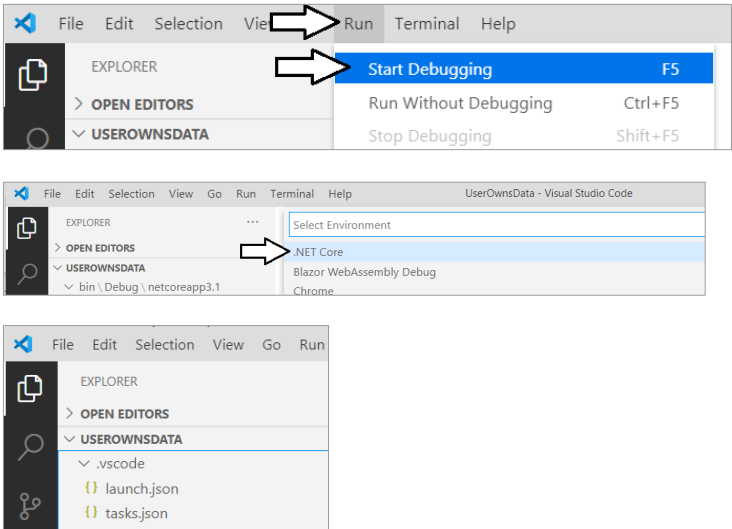 File Edit Selection View Run Terminal Help
EXPLORER
Start Debugging F5
OPEN EDITORS
Run Without Debugging Ctrl+F5
USEROWNSDATA
Stop Debugging Shift+F5
File Edit Selection View Go Run Terminal Help UserOwnsData - Visual Studio Code
EXPLORER ... Select Environment
OPEN EDITORS
.NET Core
USEROWNSDATA
Blazor WebAssembly Debug
bin \ Debug \ netcoreapp3.1
Chrome
File Edit Selection View Go Run
EXPLORER
OPEN EDITORS
USEROWNSDATA
.vscode
{} launch.json
{} tasks.json